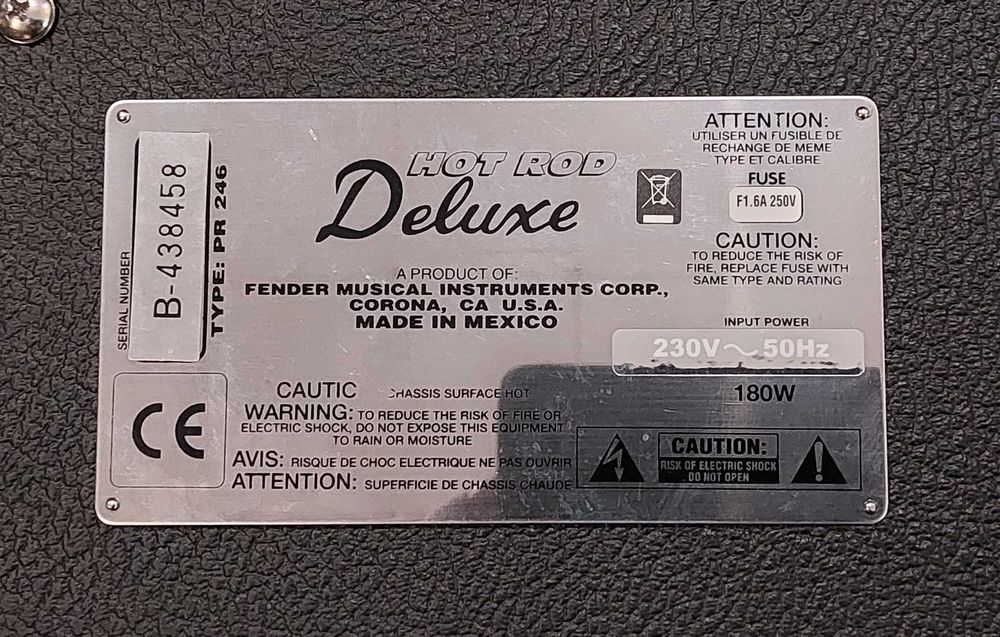 SERIAL NUMBER
B-438458
TYPE: PR 246
HOT ROD
Deluxe
A PRODUCT OF:
FENDER MUSICAL INSTRUMENTS CORP.,
CORONA, CA U.S.A.
MADE IN MEXICO
ATTENTION:
UTILISER UN FUSIBLE DE
RECHANGE DE MEME
TYPE ET CALIBRE
FUSE
F1.6A 250V
CAUTION:
TO REDUCE THE RISK OF
FIRE, REPLACE FUSE WITH
SAME TYPE AND RATING
INPUT POWER
230V～50Hz
180W
CE
CAUTIC CHASSIS SURFACE HOT
WARNING: TO REDUCE THE RISK OF FIRE OR
ELECTRIC SHOCK, DO NOT EXPOSE THIS EQUIPMENT
TO RAIN OR MOISTURE
AVIS: RISQUE DE CHOC ELECTRIQUE NE PAS OUVRIR
ATTENTION: SUPERFICIE DE CHASSIS CHAUDE
CAUTION:
RISK OF ELECTRIC SHOCK
DO NOT OPEN